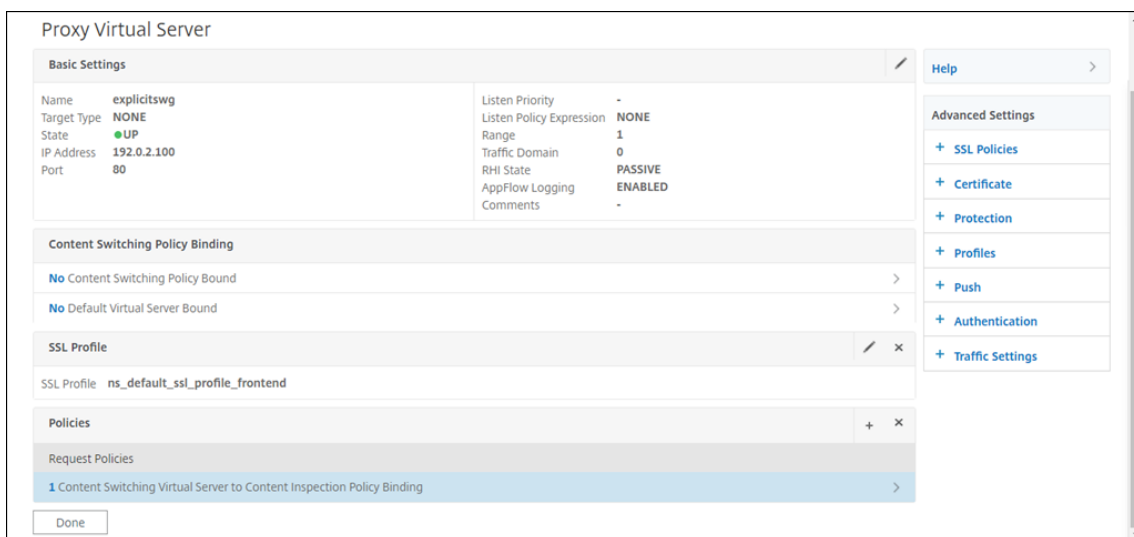 Proxy Virtual Server
Basic Settings
Name explicitswg
Target Type NONE
State UP
IP Address 192.0.2.100
Port 80
Listen Priority -
Listen Policy Expression NONE
Range 1
Traffic Domain 0
RHI State PASSIVE
AppFlow Logging ENABLED
Comments -
Content Switching Policy Binding
No Content Switching Policy Bound
No Default Virtual Server Bound
SSL Profile
SSL Profile ns_default_ssl_profile_frontend
Policies
Request Policies
1 Content Switching Virtual Server to Content Inspection Policy Binding
Done
Help
Advanced Settings
+ SSL Policies
+ Certificate
+ Protection
+ Profiles
+ Push
+ Authentication
+ Traffic Settings